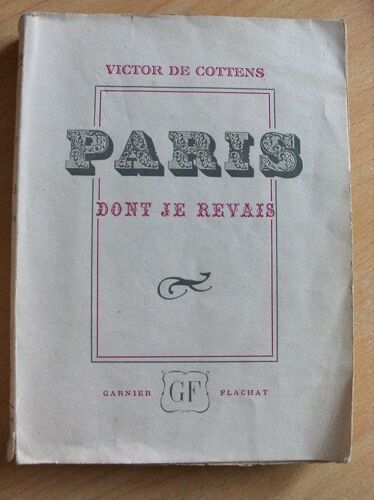 VICTOR DE COTTENS
PARIS
DONT JE REVAIS
GARNIER GF FLACHAT